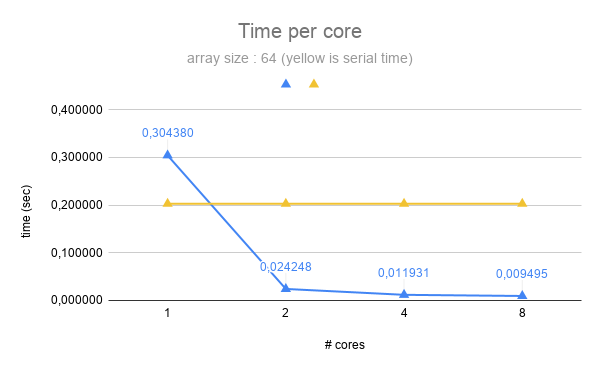 Time per core
array size : 64 (yellow is serial time)
0,400000
0,304380
0,300000
0,200000
0,100000
0,024248
0,011931
0,009495
0,000000
time (sec)
1 2 4 8
# cores